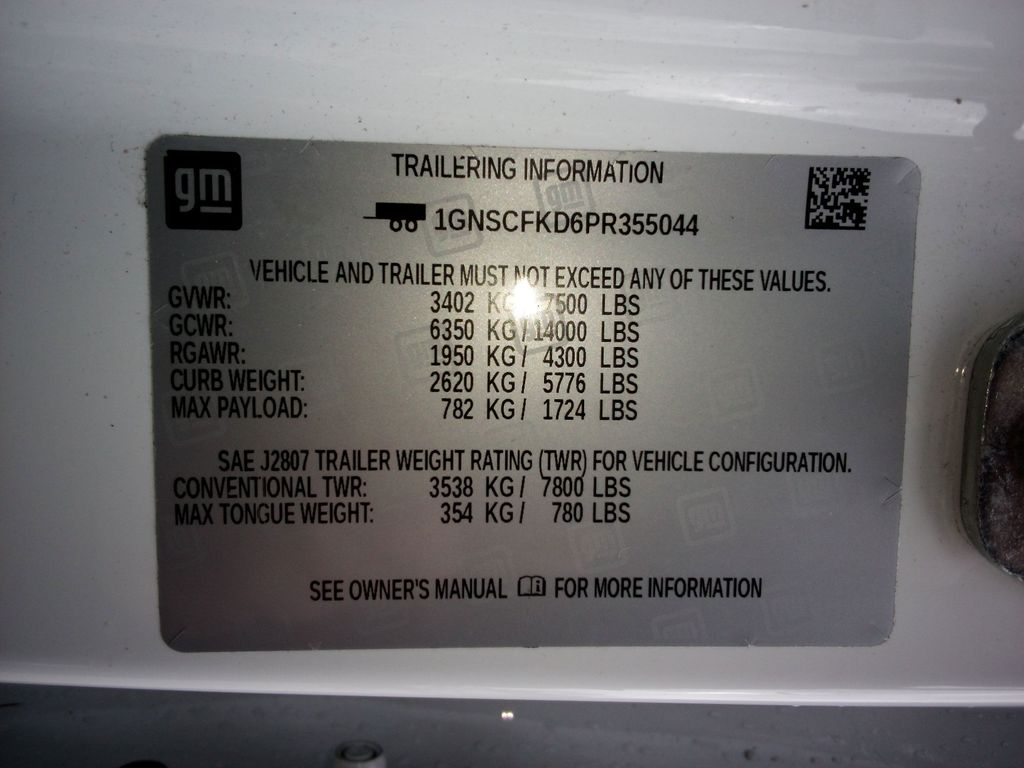 gm
TRAILERING INFORMATION
1GNSCFKD6PR355044
VEHICLE AND TRAILER MUST NOT EXCEED ANY OF THESE VALUES.
GVWR: 3402 KG / 7500 LBS
GCWR: 6350 KG / 14000 LBS
RGAWR: 1950 KG / 4300 LBS
CURB WEIGHT: 2620 KG / 5776 LBS
MAX PAYLOAD: 782 KG / 1724 LBS
SAE J2807 TRAILER WEIGHT RATING (TWR) FOR VEHICLE CONFIGURATION.
CONVENTIONAL TWR: 3538 KG / 7800 LBS
MAX TONGUE WEIGHT: 354 KG / 780 LBS
SEE OWNER'S MANUAL FOR MORE INFORMATION